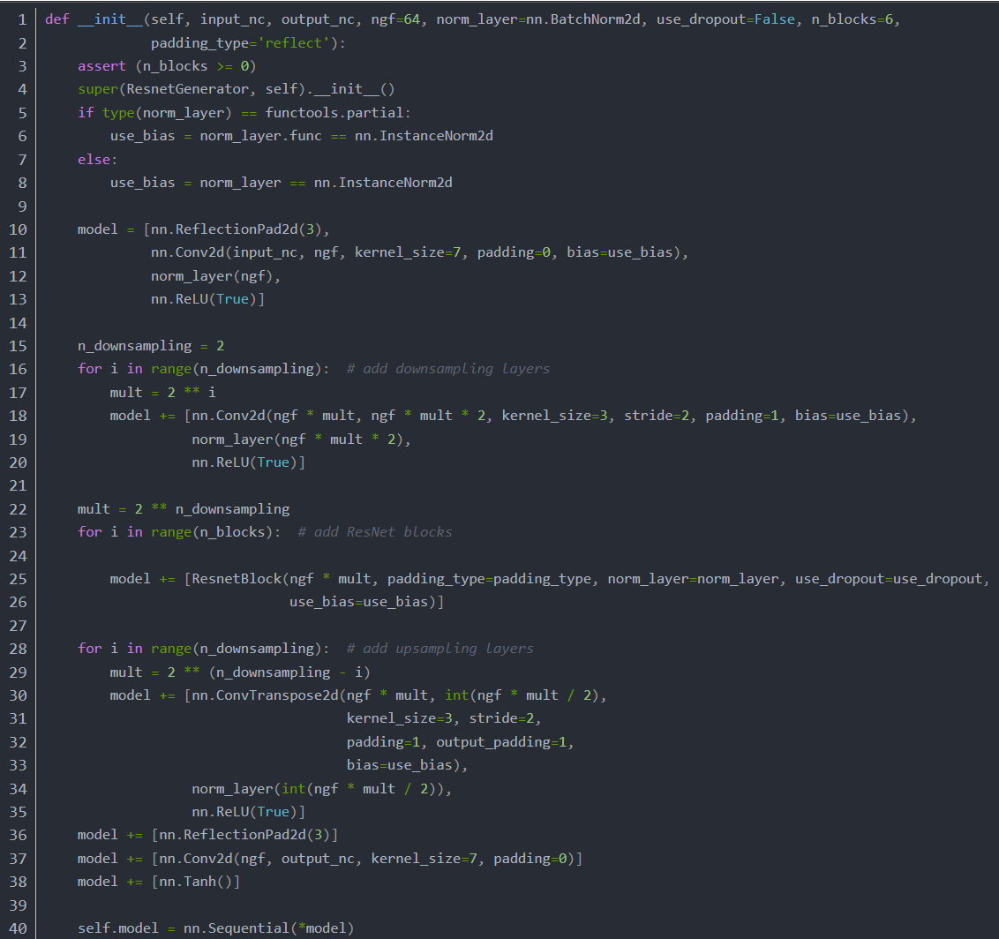 1 def __init__(self, input_nc, output_nc, ngf=64, norm_layer=nn.BatchNorm2d, use_dropout=False, n_blocks=6,
2              padding_type='reflect'):
3     assert (n_blocks >= 0)
4     super(ResnetGenerator, self).__init__()
5     if type(norm_layer) == functools.partial:
6         use_bias = norm_layer.func == nn.InstanceNorm2d
7     else:
8         use_bias = norm_layer == nn.InstanceNorm2d
9
10     model = [nn.ReflectionPad2d(3),
11              nn.Conv2d(input_nc, ngf, kernel_size=7, padding=0, bias=use_bias),
12              norm_layer(ngf),
13              nn.ReLU(True)]
14
15     n_downsampling = 2
16     for i in range(n_downsampling):  # add downsampling layers
17         mult = 2 ** i
18         model += [nn.Conv2d(ngf * mult, ngf * mult * 2, kernel_size=3, stride=2, padding=1, bias=use_bias),
19                   norm_layer(ngf * mult * 2),
20                   nn.ReLU(True)]
21
22     mult = 2 ** n_downsampling
23     for i in range(n_blocks):  # add ResNet blocks
24
25         model += [ResnetBlock(ngf * mult, padding_type=padding_type, norm_layer=norm_layer, use_dropout=use_dropout,
26                               use_bias=use_bias)]
27
28     for i in range(n_downsampling):  # add upsampling layers
29         mult = 2 ** (n_downsampling - i)
30         model += [nn.ConvTranspose2d(ngf * mult, int(ngf * mult / 2),
31                                      kernel_size=3, stride=2,
32                                      padding=1, output_padding=1,
33                                      bias=use_bias),
34                   norm_layer(int(ngf * mult / 2)),
35                   nn.ReLU(True)]
36     model += [nn.ReflectionPad2d(3)]
37     model += [nn.Conv2d(ngf, output_nc, kernel_size=7, padding=0)]
38     model += [nn.Tanh()]
39
40     self.model = nn.Sequential(*model)